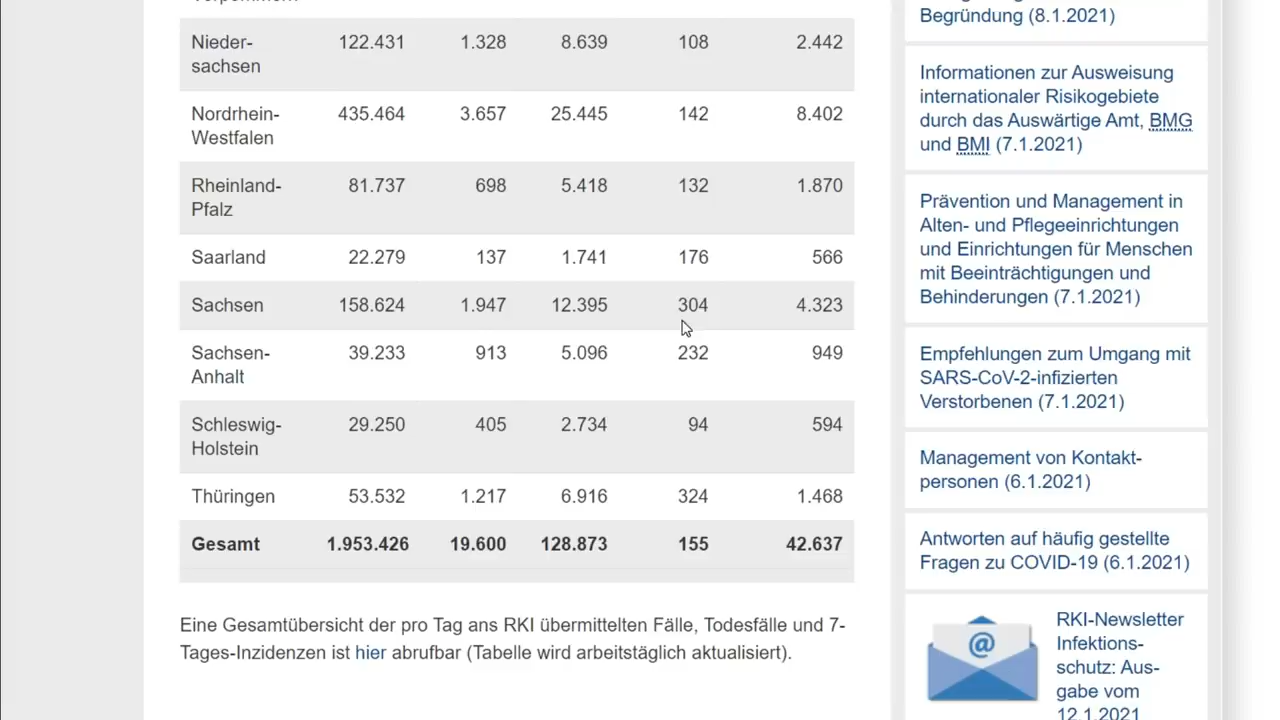 Nieder- 122.431 1.328 8.639 108 2.442
sachsen
Nordrhein- 435.464 3.657 25.445 142 8.402
Westfalen
Rheinland- 81.737 698 5.418 132 1.870
Pfalz
Saarland 22.279 137 1.741 176 566
Sachsen 158.624 1.947 12.395 304 4.323
Sachsen- 39.233 913 5.096 232 949
Anhalt
Schleswig- 29.250 405 2.734 94 594
Holstein
Thüringen 53.532 1.217 6.916 324 1.468
Gesamt 1.953.426 19.600 128.873 155 42.637
Eine Gesamtübersicht der pro Tag ans RKI übermittelten Fälle, Todesfälle und 7-
Tages-Inzidenzen ist hier abrufbar (Tabelle wird arbeitstäglich aktualisiert).
Begründung (8.1.2021)
Informationen zur Ausweisung
internationaler Risikogebiete
durch das Auswärtige Amt, BMG
und BMI (7.1.2021)
Prävention und Management in
Alten- und Pflegeeinrichtungen
und Einrichtungen für Menschen
mit Beeinträchtigungen und
Behinderungen (7.1.2021)
Empfehlungen zum Umgang mit
SARS-CoV-2-infizierten
Verstorbenen (7.1.2021)
Management von Kontakt-
personen (6.1.2021)
Antworten auf häufig gestellte
Fragen zu COVID-19 (6.1.2021)
@
RKI-Newsletter
Infektions-
schutz: Aus-
gabe vom
12.1.2021